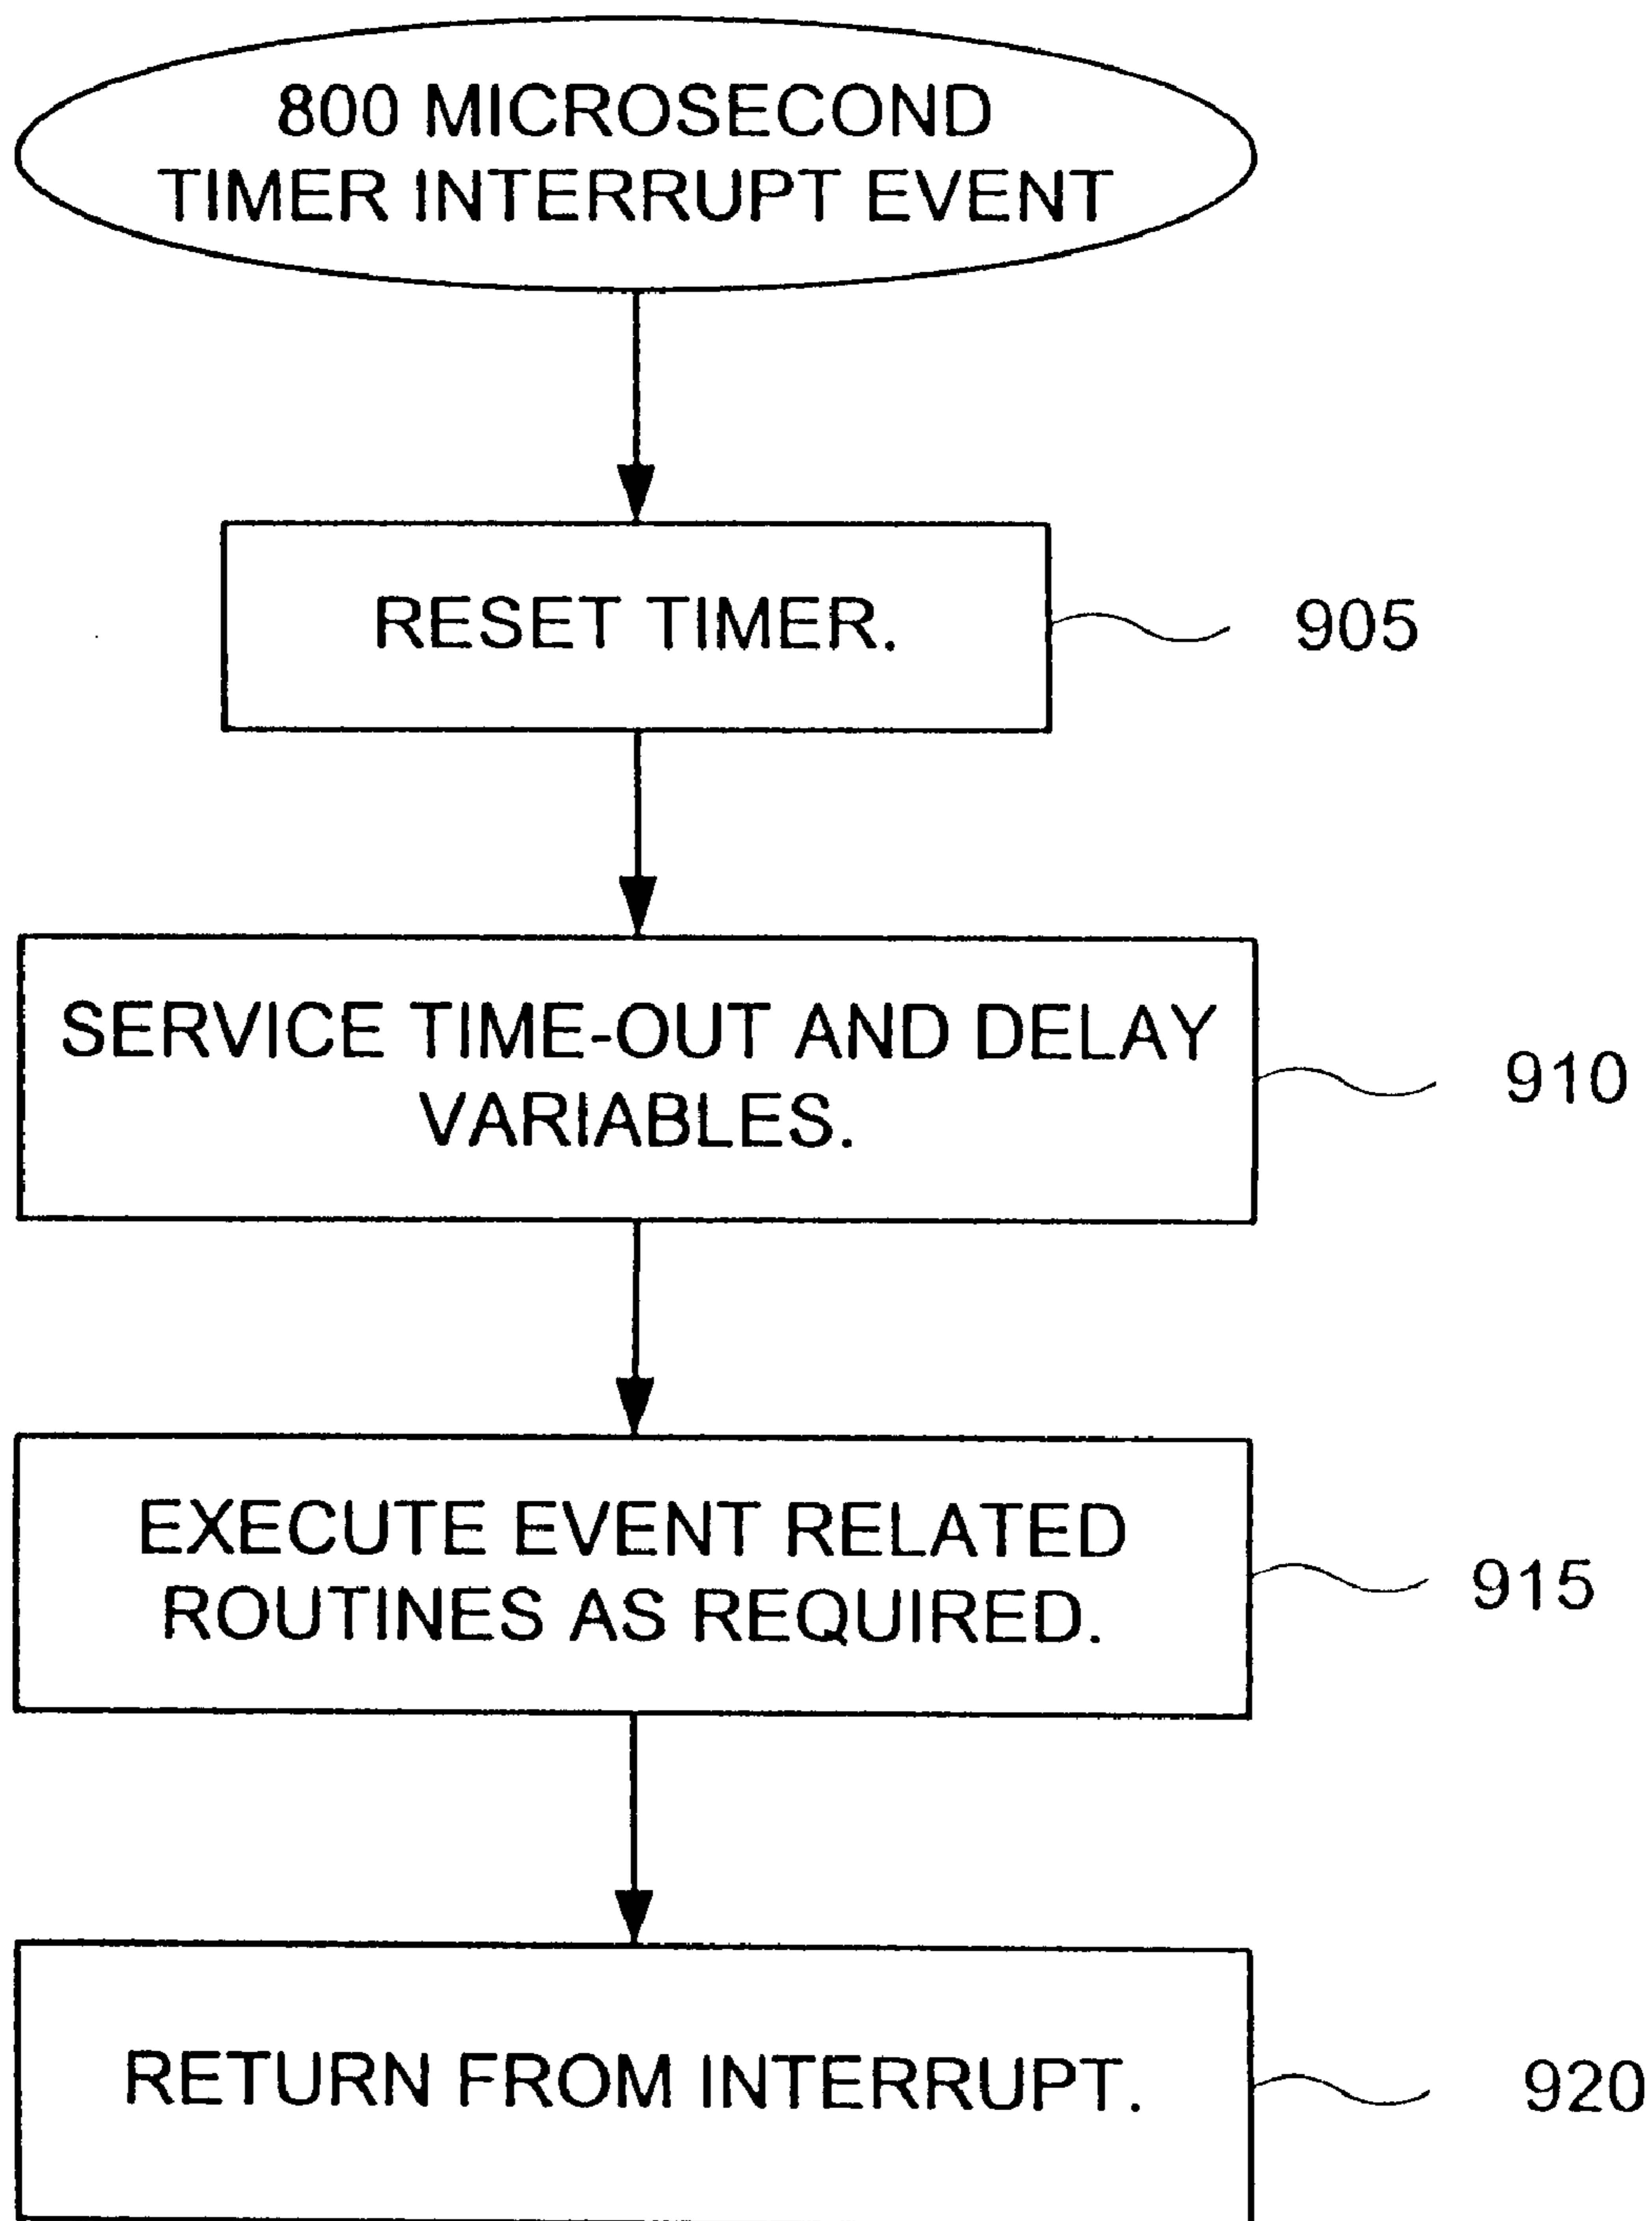 800 MICROSECOND
TIMER INTERRUPT EVENT
RESET TIMER.
905
SERVICE TIME-OUT AND DELAY
VARIABLES.
910
EXECUTE EVENT RELATED
ROUTINES AS REQUIRED.
915
RETURN FROM INTERRUPT.
920